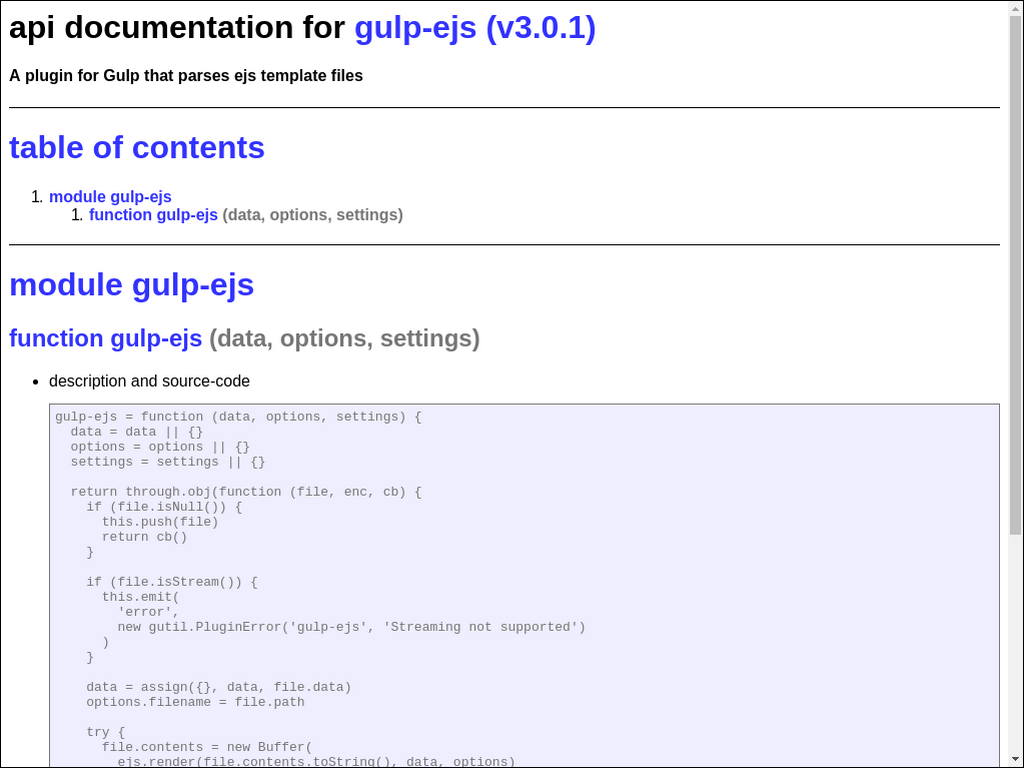 api documentation for gulp-ejs (v3.0.1)
A plugin for Gulp that parses ejs template files
table of contents
1. module gulp-ejs
1. function gulp-ejs (data, options, settings)
module gulp-ejs
function gulp-ejs (data, options, settings)
• description and source-code
gulp-ejs = function (data, options, settings) {
  data = data || {}
  options = options || {}
  settings = settings || {}

  return through.obj(function (file, enc, cb) {
    if (file.isNull()) {
      this.push(file)
      return cb()
    }

    if (file.isStream()) {
      this.emit(
        'error',
        new gutil.PluginError('gulp-ejs', 'Streaming not supported')
      )
    }

    data = assign({}, data, file.data)
    options.filename = file.path

    try {
      file.contents = new Buffer(
        ejs.render(file.contents.toString(), data, options)